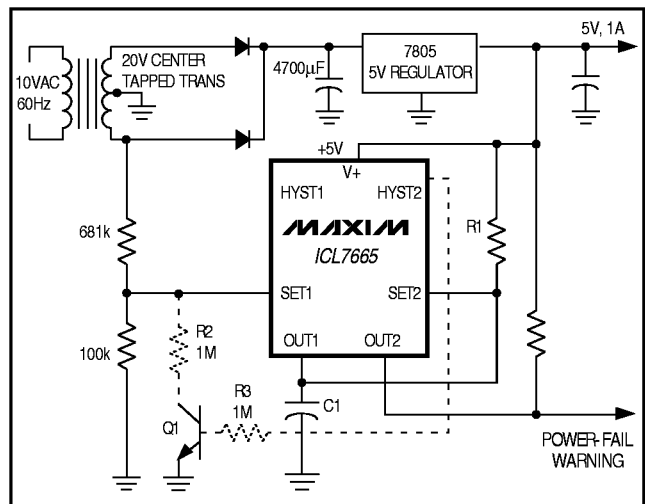 5V, 1A
20V CENTER
TAPPED TRANS
10VAC
60Hz
4700µF
7805
5V REGULATOR
+5V
V+
HYST1
HYST2
MAXIM
ICL7665
R1
681k
SET1
SET2
R2
1M
OUT1
OUT2
100k
R3
1M
C1
Q1
POWER-FAIL
WARNING